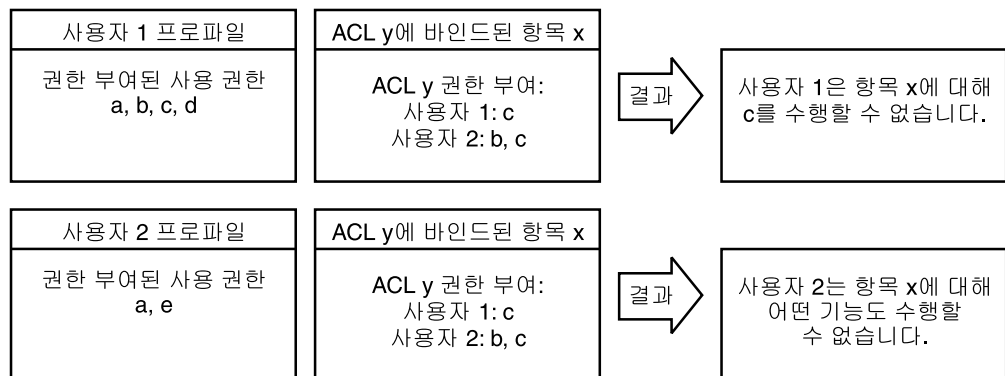 사용자 1 프로파일
권한 부여된 사용 권한
a, b, c, d
ACL y에 바인드된 항목 x
ACL y 권한 부여:
사용자 1: c
사용자 2: b, c
결과
사용자 1은 항목 x에 대해
c를 수행할 수 없습니다.
사용자 2 프로파일
권한 부여된 사용 권한
a, e
ACL y에 바인드된 항목 x
ACL y 권한 부여:
사용자 1: c
사용자 2: b, c
결과
사용자 2는 항목 x에 대해
어떤 기능도 수행할
수 없습니다.